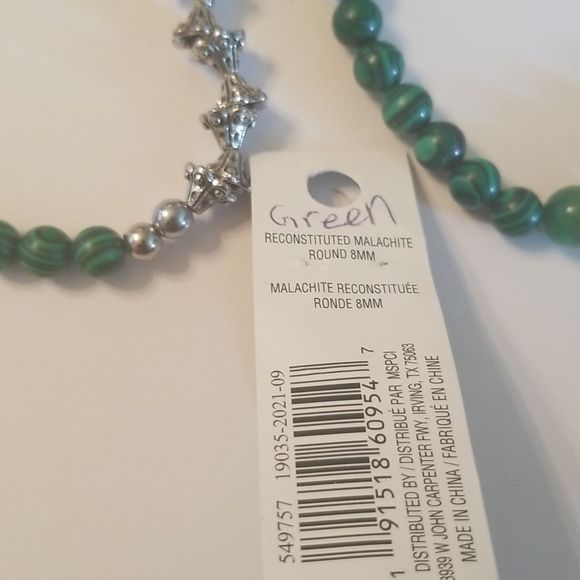 Green
RECONSTITUTED MALACHITE
ROUND 8MM
MALACHITE RECONSTITUÉE
RONDE 8MM
549757 19035-2021-09
1 91518 60954 7
DISTRIBUTED BY / DISTRIBUÉ PAR MSPCI
3939 W JOHN CARPENTER FWY, IRVING, TX 75063
MADE IN CHINA / FABRIQUÉ EN CHINE